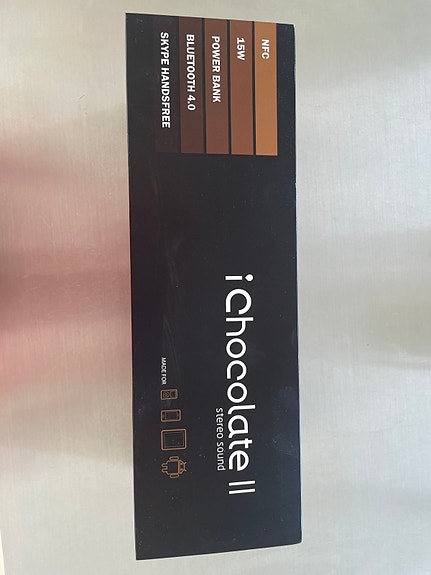 NFC
15W
POWER BANK
BLUETOOTH 4.0
SKYPE HANDSFREE
iChocolate II
stereo sound
MADE FOR